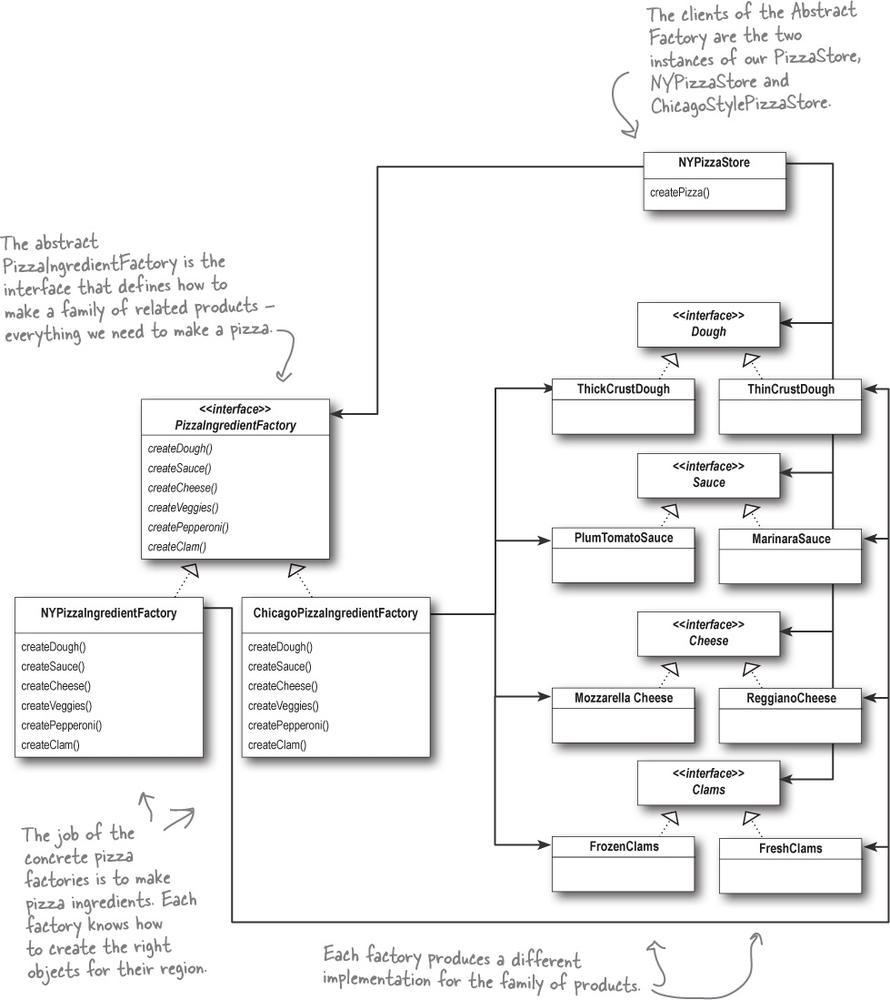 The clients of the Abstract
Factory are the two
instances of our PizzaStore,
NYPizzaStore and
ChicagoStylePizzaStore.
NYPizzaStore
createPizza()
The abstract
PizzaIngredientFactory is the
interface that defines how to
make a family of related products –
everything we need to make a pizza.
<<interface>>
Dough
ThickCrustDough
ThinCrustDough
<<interface>>
PizzaIngredientFactory
createDough()
createSauce()
createCheese()
createVeggies()
createPepperoni()
createClam()
<<interface>>
Sauce
PlumTomatoSauce
MarinaraSauce
NYPizzaIngredientFactory
createDough()
createSauce()
createCheese()
createVeggies()
createPepperoni()
createClam()
ChicagoPizzaIngredientFactory
createDough()
createSauce()
createCheese()
createVeggies()
createPepperoni()
createClam()
<<interface>>
Cheese
Mozzarella Cheese
ReggianoCheese
<<interface>>
Clams
FrozenClams
FreshClams
The job of the
concrete pizza
factories is to make
pizza ingredients. Each
factory knows how
to create the right
objects for their region.
Each factory produces a different
implementation for the family of products.